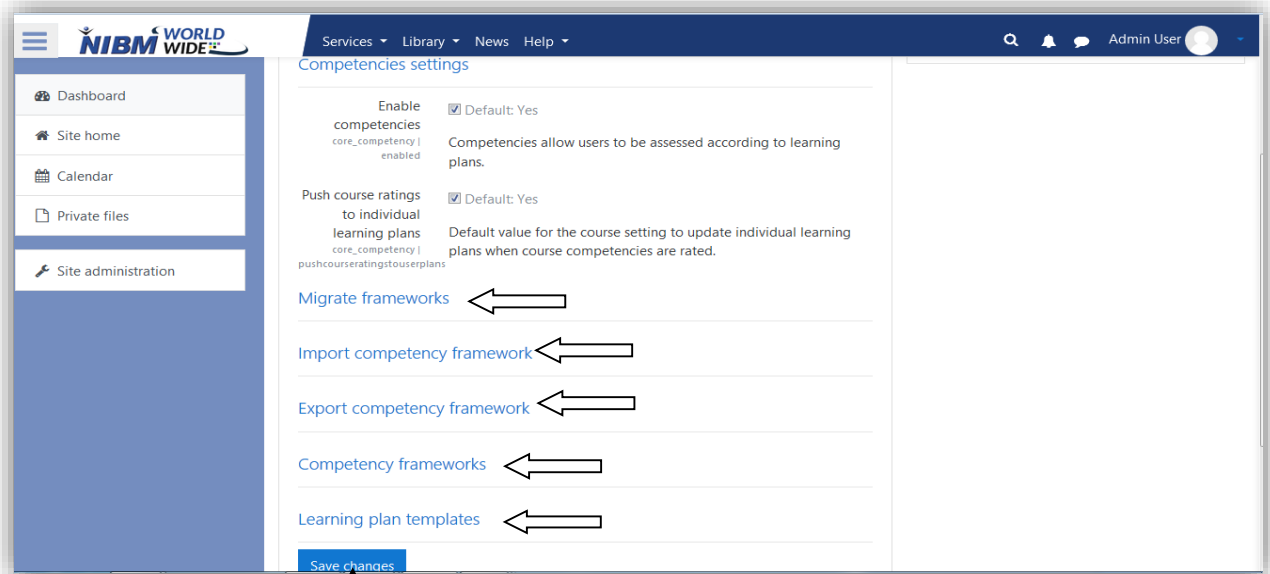 NIBM WORLD WIDE
Services Library News Help
Admin User
Dashboard
Site home
Calendar
Private files
Site administration
Competencies settings
Enable competencies
core_competency | enabled
Default: Yes
Competencies allow users to be assessed according to learning
plans.
Push course ratings
to individual
learning plans
core_competency |
pushcourseratingstouserplans
Default: Yes
Default value for the course setting to update individual learning
plans when course competencies are rated.
Migrate frameworks
Import competency framework
Export competency framework
Competency frameworks
Learning plan templates
Save changes